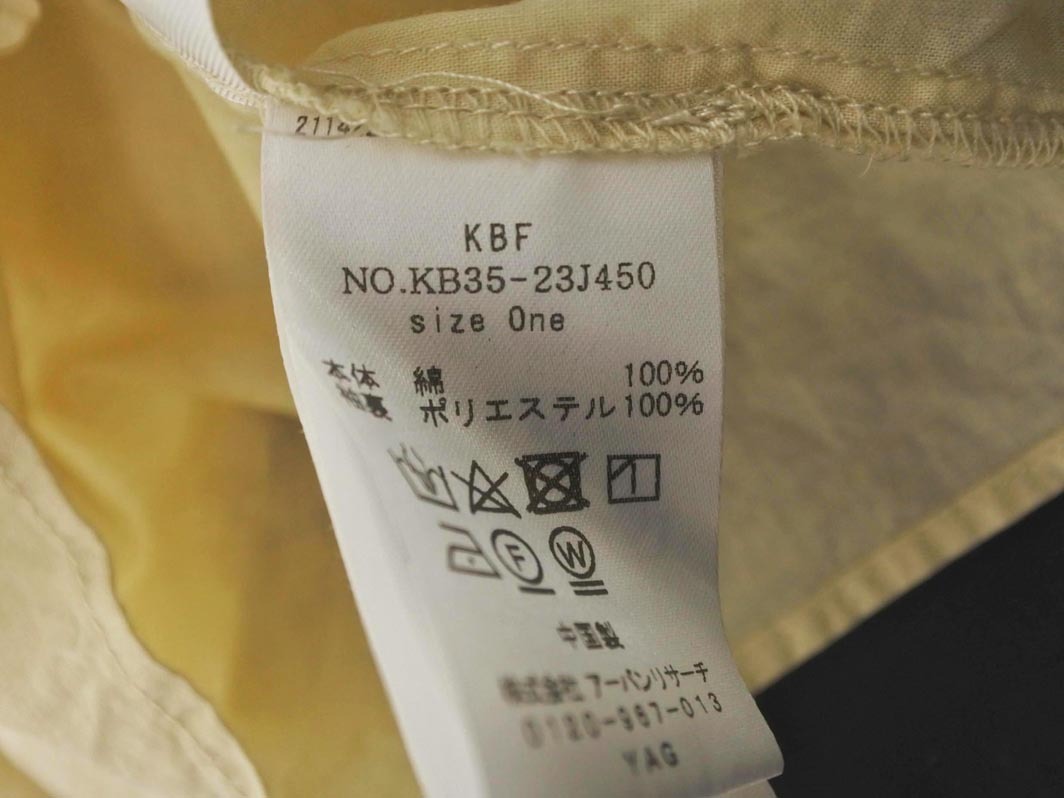 2114
KBF
NO.KB35-23J450
size One
本体 綿 100%
袖裏 ポリエステル100%
F W
中国製
株式会社 アーバンリサーチ
0120-967-013
YAG